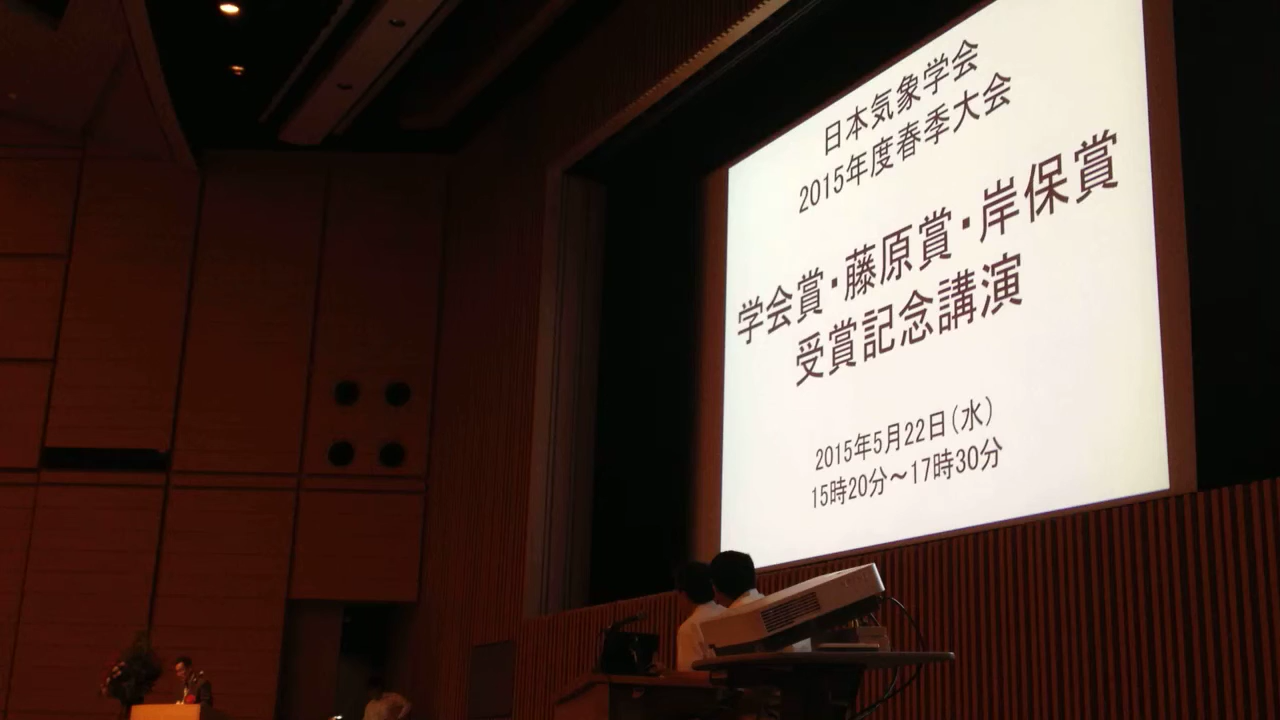 日本気象学会
2015年度春季大会
学会賞・藤原賞・岸保賞
受賞記念講演
2015年5月22日(水)
15時20分～17時30分